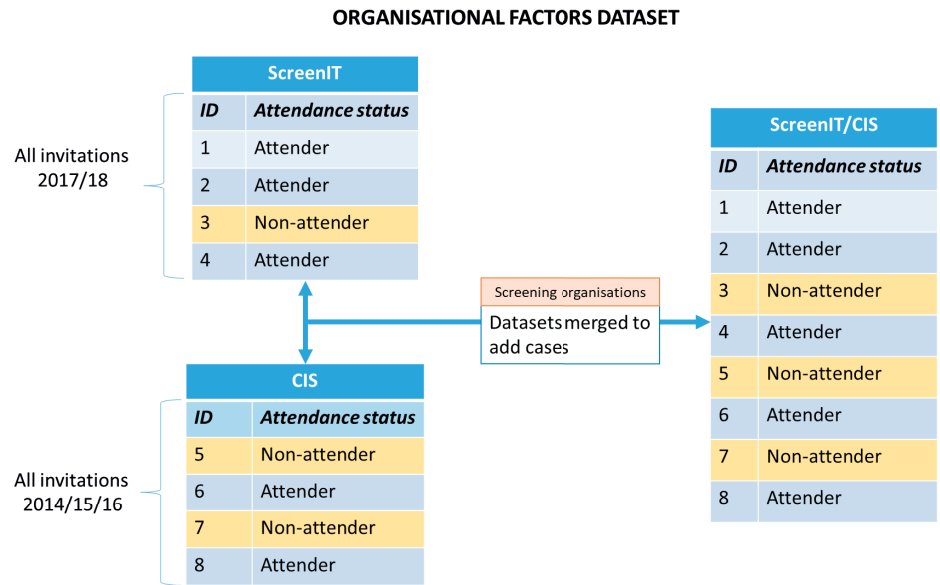 ORGANISATIONAL FACTORS DATASET
ScreenIT
ID Attendance status
1 Attender
2 Attender
3 Non-attender
4 Attender
All invitations
2017/18
Screening organisations
Datasets merged to
add cases
CIS
ID Attendance status
5 Non-attender
6 Attender
7 Non-attender
8 Attender
All invitations
2014/15/16
ScreenIT/CIS
ID Attendance status
1 Attender
2 Attender
3 Non-attender
4 Attender
5 Non-attender
6 Attender
7 Non-attender
8 Attender